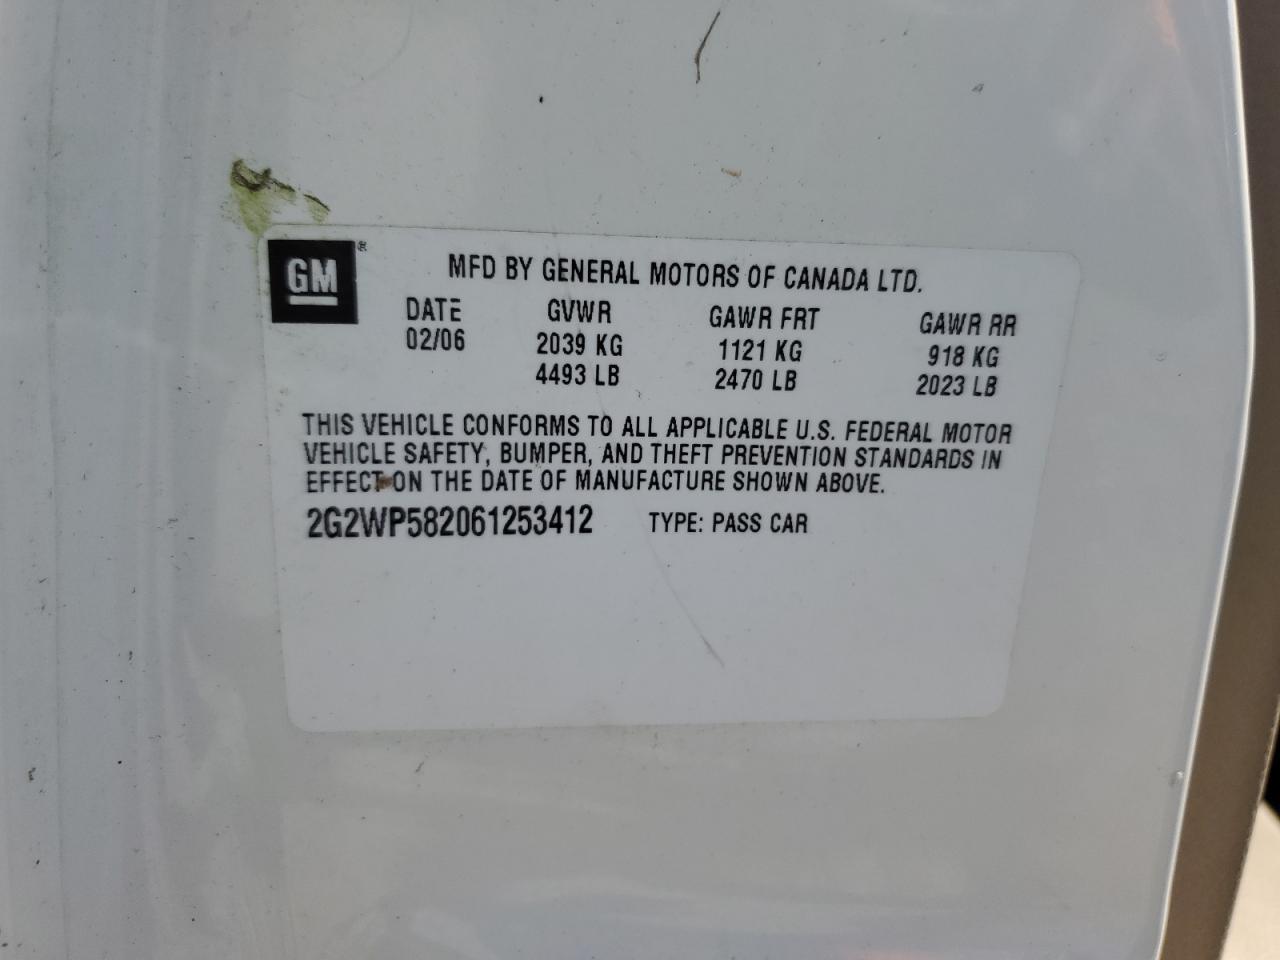 GM ®
MFD BY GENERAL MOTORS OF CANADA LTD.
DATE GVWR GAWR FRT GAWR RR
02/06 2039 KG 1121 KG 918 KG
4493 LB 2470 LB 2023 LB
THIS VEHICLE CONFORMS TO ALL APPLICABLE U.S. FEDERAL MOTOR
VEHICLE SAFETY, BUMPER, AND THEFT PREVENTION STANDARDS IN
EFFECT ON THE DATE OF MANUFACTURE SHOWN ABOVE.
2G2WP582061253412 TYPE: PASS CAR